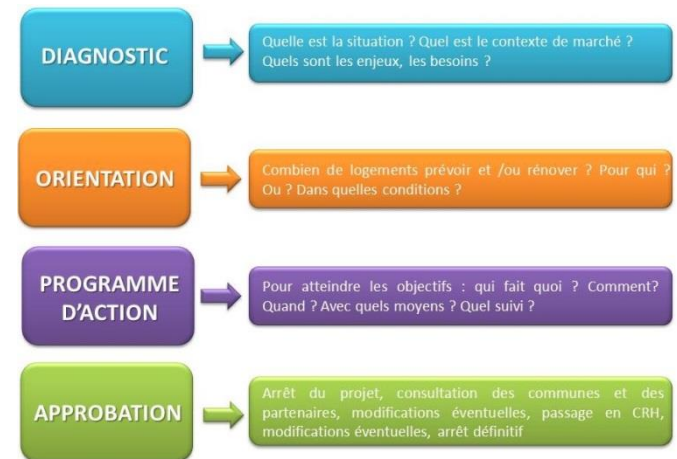 DIAGNOSTIC
Quelle est la situation ? Quel est le contexte de marché ?
Quels sont les enjeux, les besoins ?
ORIENTATION
Combien de logements prévoir et /ou rénover ? Pour qui ?
Ou ? Dans quelles conditions ?
PROGRAMME
D’ACTION
Pour atteindre les objectifs : qui fait quoi ? Comment?
Quand ? Avec quels moyens ? Quel suivi ?
APPROBATION
Arrêt du projet, consultation des communes et des
partenaires, modifications éventuelles, passage en CRH,
modifications éventuelles, arrêt définitif